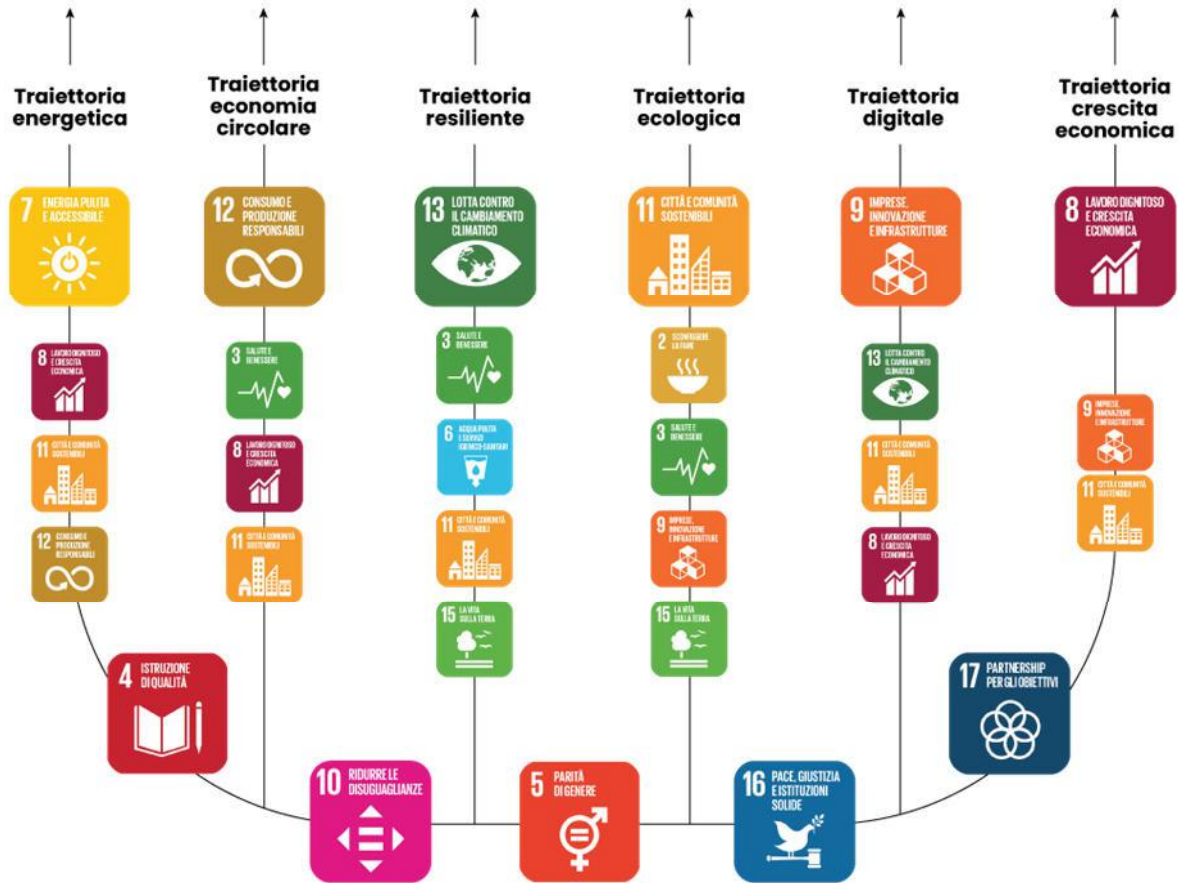 Traiettoria
energetica
Traiettoria
economia
circolare
Traiettoria
resiliente
Traiettoria
ecologica
Traiettoria
digitale
Traiettoria
crescita
economica
7 ENERGIA PULITA
E ACCESSIBILE
12 CONSUMO E
PRODUZIONE
RESPONSABILI
13 LOTTA CONTRO
IL CAMBIAMENTO
CLIMATICO
11 CITTÀ E COMUNITÀ
SOSTENIBILI
9 IMPRESE,
INNOVAZIONE
E INFRASTRUTTURE
8 LAVORO DIGNITOSO
E CRESCITA
ECONOMICA
8 LAVORO DIGNITOSO
E CRESCITA
ECONOMICA
11 CITTÀ E COMUNITÀ
SOSTENIBILI
12 CONSUMO E
PRODUZIONE
RESPONSABILI
3 SALUTE E
BENESSERE
8 LAVORO DIGNITOSO
E CRESCITA
ECONOMICA
11 CITTÀ E COMUNITÀ
SOSTENIBILI
3 SALUTE E
BENESSERE
6 ACQUA PULITA
E SERVIZI
IGIENICO-SANITARI
11 CITTÀ E COMUNITÀ
SOSTENIBILI
15 LA VITA
SULLA TERRA
2 SCONFIGGERE
LA FAME
3 SALUTE E
BENESSERE
9 IMPRESE,
INNOVAZIONE
E INFRASTRUTTURE
15 LA VITA
SULLA TERRA
13 LOTTA CONTRO
IL CAMBIAMENTO
CLIMATICO
11 CITTÀ E COMUNITÀ
SOSTENIBILI
8 LAVORO DIGNITOSO
E CRESCITA
ECONOMICA
9 IMPRESE,
INNOVAZIONE
E INFRASTRUTTURE
11 CITTÀ E COMUNITÀ
SOSTENIBILI
4 ISTRUZIONE
DI QUALITÀ
10 RIDURRE LE
DISUGUAGLIANZE
5 PARITÀ
DI GENERE
16 PACE, GIUSTIZIA
E ISTITUZIONI
SOLIDE
17 PARTNERSHIP
PER GLI OBIETTIVI